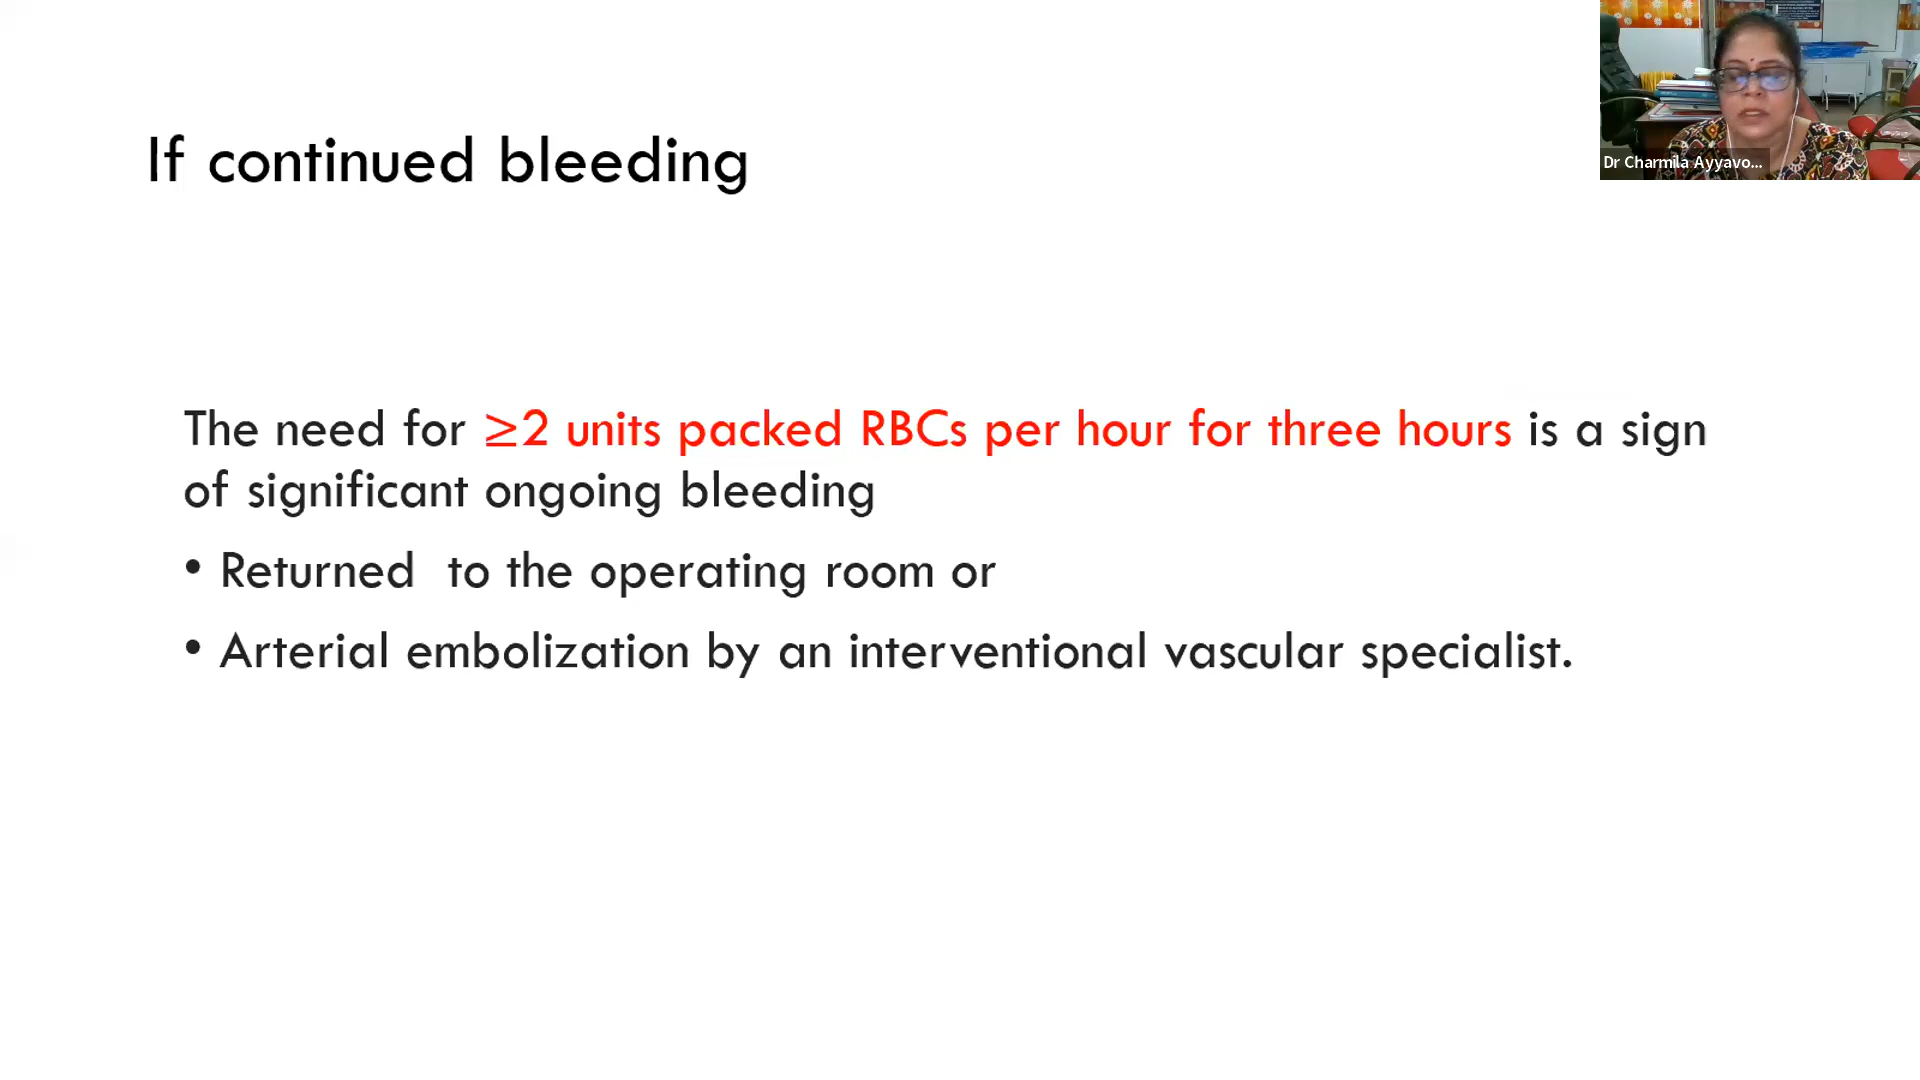 If continued bleeding
Dr Charmila Ayyavo...
The need for ≥2 units packed RBCs per hour for three hours is a sign
of significant ongoing bleeding
• Returned  to the operating room or
• Arterial embolization by an interventional vascular specialist.